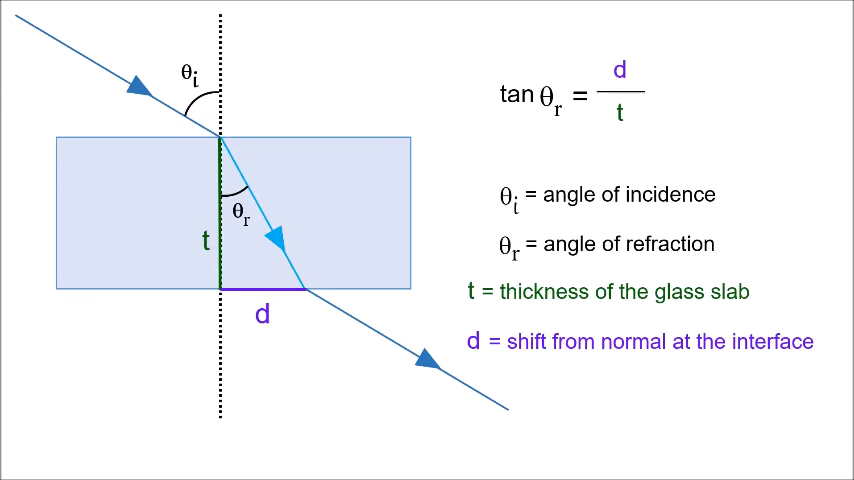 θi
tan θr = d
t
θi = angle of incidence
θr = angle of refraction
t = thickness of the glass slab
d = shift from normal at the interface
θr
t
d